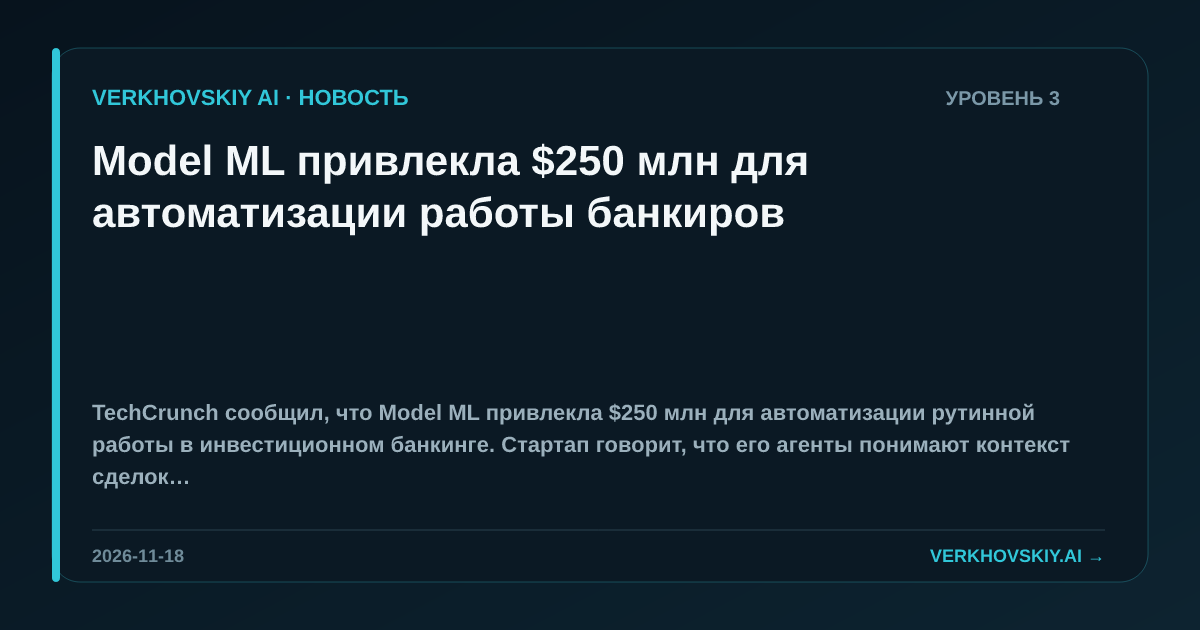 VERKHOVSKIY AI · НОВОСТЬ
УРОВЕНЬ 3
Model ML привлекла $250 млн для
автоматизации работы банкиров
TechCrunch сообщил, что Model ML привлекла $250 млн для автоматизации рутинной
работы в инвестиционном банкинге. Стартап говорит, что его агенты понимают контекст
сделок…
2026-11-18
VERKHOVSKIY.AI →